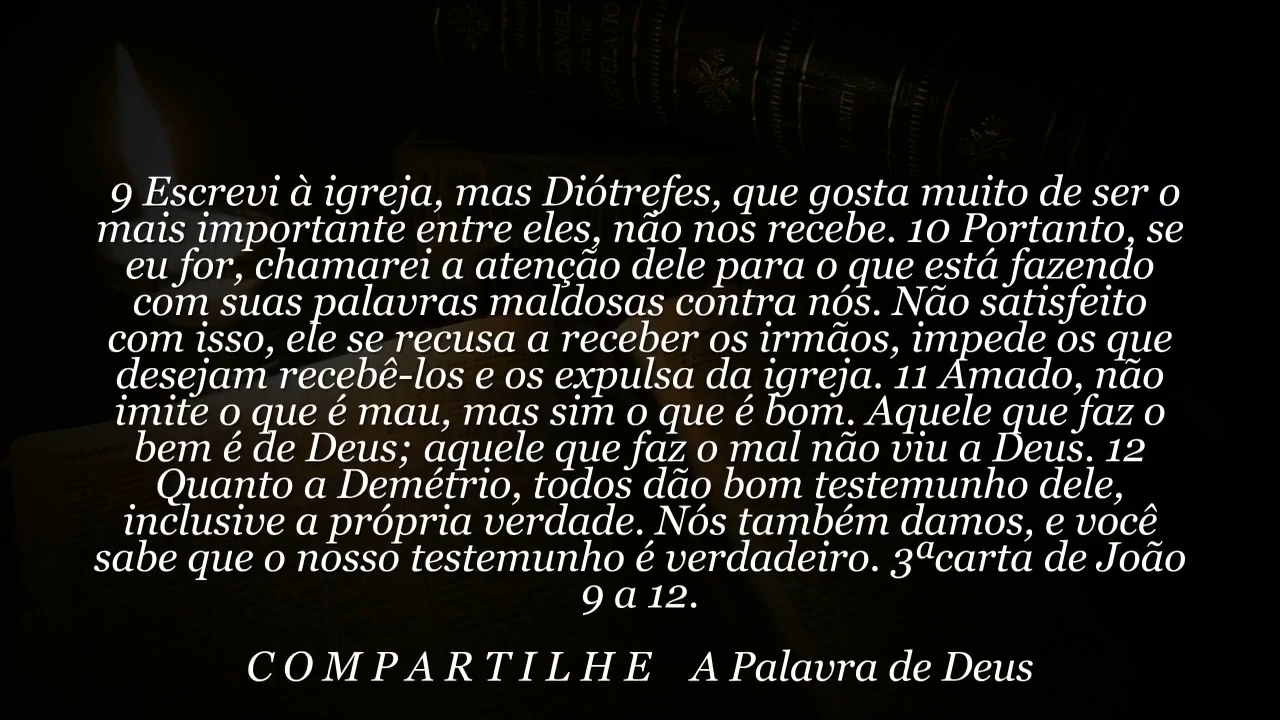 DANIEL
AND THE
REVELATIO
U. SMITH
9 Escrevi à igreja, mas Diótrefes, que gosta muito de ser o
mais importante entre eles, não nos recebe. 10 Portanto, se
eu for, chamarei a atenção dele para o que está fazendo
com suas palavras maldosas contra nós. Não satisfeito
com isso, ele se recusa a receber os irmãos, impede os que
desejam recebê-los e os expulsa da igreja. 11 Amado, não
imite o que é mau, mas sim o que é bom. Aquele que faz o
bem é de Deus; aquele que faz o mal não viu a Deus. 12
Quanto a Demétrio, todos dão bom testemunho dele,
inclusive a própria verdade. Nós também damos, e você
sabe que o nosso testemunho é verdadeiro. 3ªcarta de João
9 a 12.
C O M P A R T I L H E A Palavra de Deus